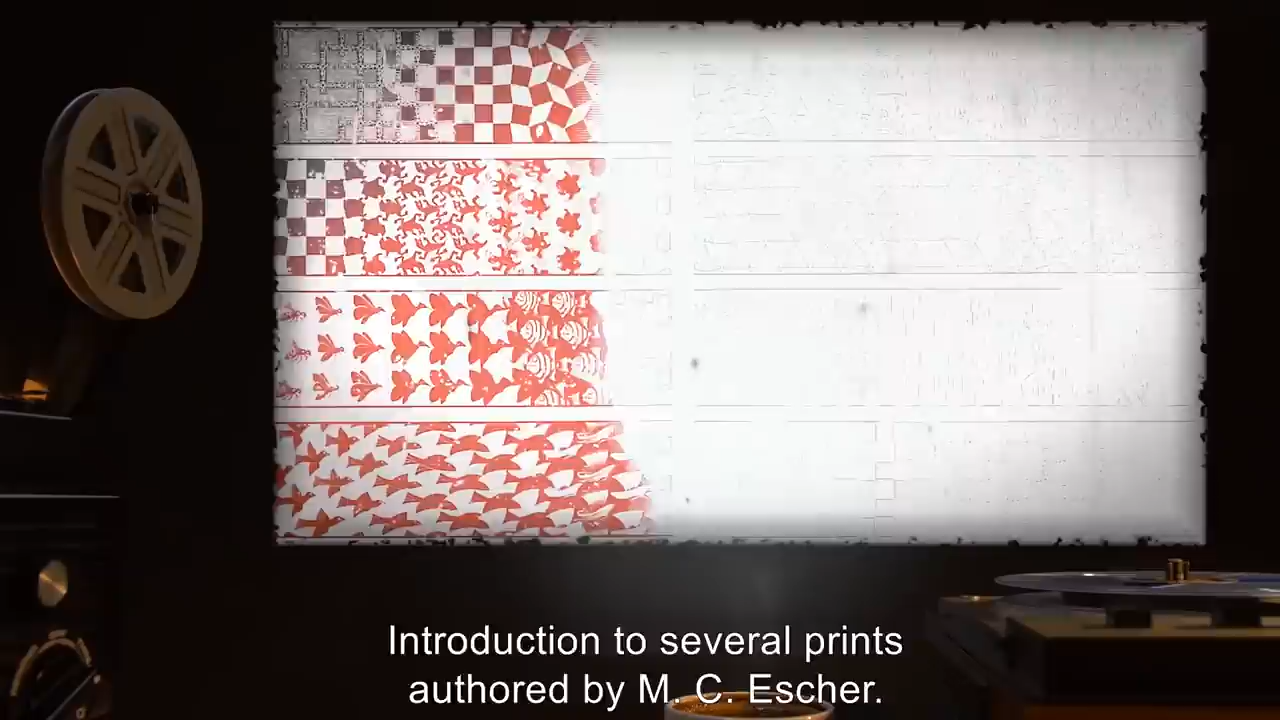 Introduction to several prints
authored by M. C. Escher.